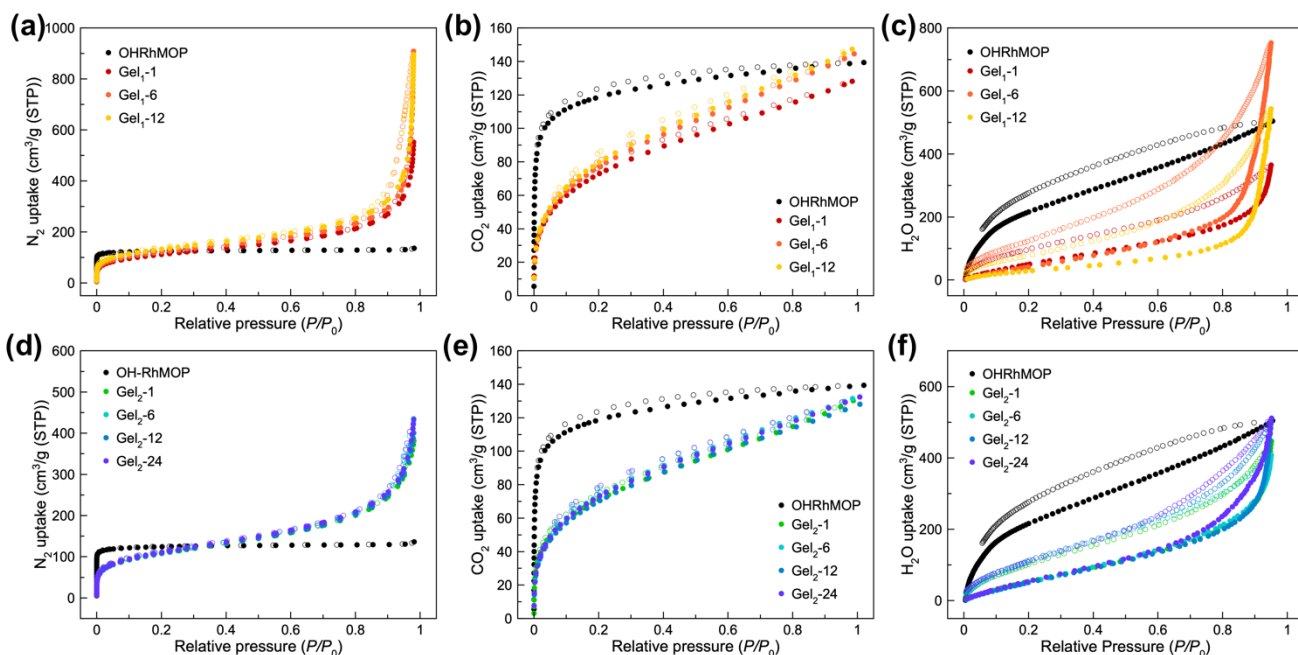 (a)
N₂ uptake (cm³/g (STP))
1000
800
600
400
200
0
OHRhMOP
Gel₁-1
Gel₁-6
Gel₁-12
0 0.2 0.4 0.6 0.8 1
Relative pressure (P/P₀)
(b)
CO₂ uptake (cm³/g (STP))
160
140
120
100
80
60
40
20
0
OHRhMOP
Gel₁-1
Gel₁-6
Gel₁-12
0 0.2 0.4 0.6 0.8 1
Relative pressure (P/P₀)
(c)
H₂O uptake (cm³/g (STP))
800
600
400
200
0
OHRhMOP
Gel₁-1
Gel₁-6
Gel₁-12
0 0.2 0.4 0.6 0.8 1
Relative Pressure (P/P₀)
(d)
N₂ uptake (cm³/g (STP))
600
500
400
300
200
100
0
OH-RhMOP
Gel₂-1
Gel₂-6
Gel₂-12
Gel₂-24
0 0.2 0.4 0.6 0.8 1
Relative pressure (P/P₀)
(e)
CO₂ uptake (cm³/g (STP))
160
140
120
100
80
60
40
20
0
OHRhMOP
Gel₂-1
Gel₂-6
Gel₂-12
Gel₂-24
0 0.2 0.4 0.6 0.8 1
Relative pressure (P/P₀)
(f)
H₂O uptake (cm³/g (STP))
600
400
200
0
OHRhMOP
Gel₂-1
Gel₂-6
Gel₂-12
Gel₂-24
0 0.2 0.4 0.6 0.8 1
Relative Pressure (P/P₀)